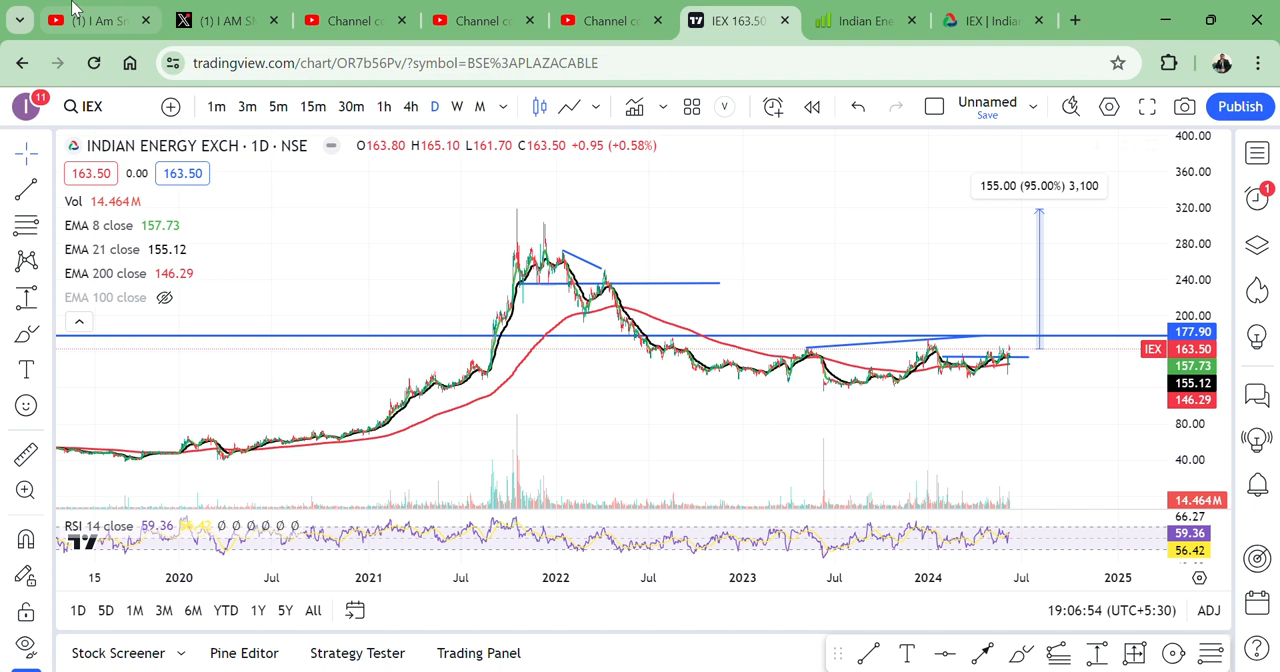 (1) I Am Sn
(1) I AM SM
Channel co
Channel co
Channel co
IEX 163.50
Indian Ene
IEX | India
tradingview.com/chart/OR7b56Pv/?symbol=BSE%3APLAZACABLE
I 11 IEX 1m 3m 5m 15m 30m 1h 4h D W M V Unnamed Save Publish
INDIAN ENERGY EXCH · 1D · NSE O163.80 H165.10 L161.70 C163.50 +0.95 (+0.58%)
163.50 0.00 163.50
Vol 14.464M
EMA 8 close 157.73
EMA 21 close 155.12
EMA 200 close 146.29
EMA 100 close
155.00 (95.00%) 3,100
400.00
360.00
320.00
280.00
240.00
200.00
177.90
IEX 163.50
157.73
155.12
146.29
80.00
40.00
14.464M
66.27
59.36
56.42
1
RSI 14 close 59.36 56.42 Ø Ø Ø Ø Ø Ø
15 2020 Jul 2021 Jul 2022 Jul 2023 Jul 2024 Jul 2025
1D 5D 1M 3M 6M YTD 1Y 5Y All 19:06:54 (UTC+5:30) ADJ
Stock Screener Pine Editor Strategy Tester Trading Panel